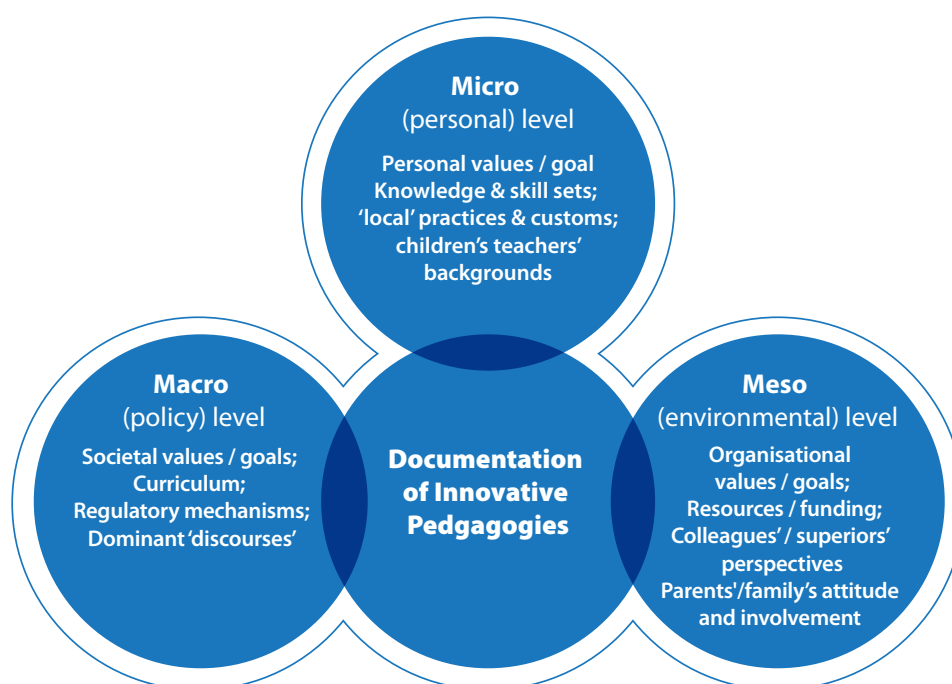 Micro
(personal) level
Personal values / goal
Knowledge & skill sets;
‘local’ practices & customs;
children’s teachers’
backgrounds
Macro
(policy) level
Societal values / goals;
Curriculum;
Regulatory mechanisms;
Dominant ‘discourses’
Documentation
of Innovative
Pedgagogies
Meso
(environmental) level
Organisational
values / goals;
Resources / funding;
Colleagues’ / superiors’
perspectives
Parents'/family’s attitude
and involvement